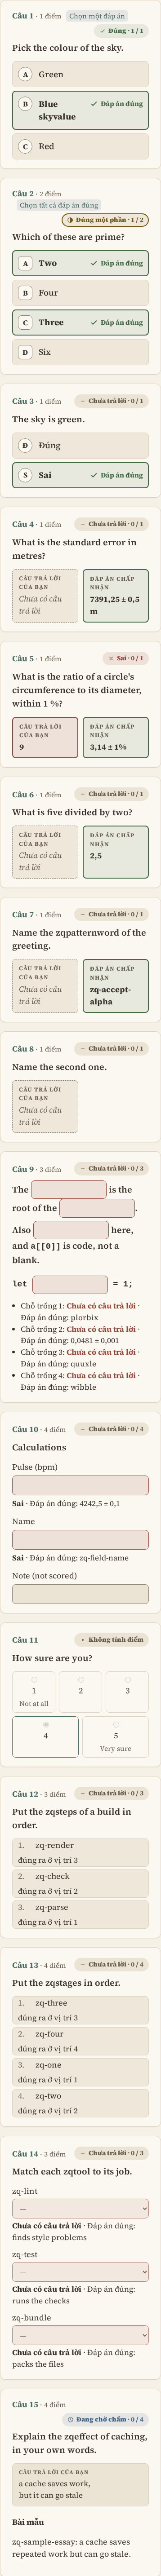 Câu 1 · 1 điểm Chọn một đáp án
✓ Đúng · 1 / 1
Pick the colour of the sky.
A Green
B Blue ✓ Đáp án đúng
skyvalue
C Red
Câu 2 · 2 điểm
Chọn tất cả đáp án đúng
Đúng một phần · 1 / 2
Which of these are prime?
A Two ✓ Đáp án đúng
B Four
C Three ✓ Đáp án đúng
D Six
Câu 3 · 1 điểm – Chưa trả lời · 0 / 1
The sky is green.
Đ Đúng
S Sai ✓ Đáp án đúng
Câu 4 · 1 điểm – Chưa trả lời · 0 / 1
What is the standard error in
metres?
CÂU TRẢ LỜI
CỦA BẠN
Chưa có câu
trả lời
ĐÁP ÁN CHẤP
NHẬN
7391,25 ± 0,5
m
Câu 5 · 1 điểm × Sai · 0 / 1
What is the ratio of a circle's
circumference to its diameter,
within 1 %?
CÂU TRẢ LỜI
CỦA BẠN
9
ĐÁP ÁN CHẤP
NHẬN
3,14 ± 1%
Câu 6 · 1 điểm – Chưa trả lời · 0 / 1
What is five divided by two?
CÂU TRẢ LỜI
CỦA BẠN
Chưa có câu
trả lời
ĐÁP ÁN CHẤP
NHẬN
2,5
Câu 7 · 1 điểm – Chưa trả lời · 0 / 1
Name the zqpatternword of the
greeting.
CÂU TRẢ LỜI
CỦA BẠN
Chưa có câu
trả lời
ĐÁP ÁN CHẤP
NHẬN
zq-accept-
alpha
Câu 8 · 1 điểm – Chưa trả lời · 0 / 1
Name the second one.
CÂU TRẢ LỜI
CỦA BẠN
Chưa có câu
trả lời
Câu 9 · 3 điểm – Chưa trả lời · 0 / 3
The is the
root of the .
Also here,
and a[[0]] is code, not a
blank.
let = 1;
• Chỗ trống 1: Chưa có câu trả lời ·
Đáp án đúng: plorbix
• Chỗ trống 2: Chưa có câu trả lời ·
Đáp án đúng: 0,0481 ± 0,001
• Chỗ trống 3: Chưa có câu trả lời ·
Đáp án đúng: quuxle
• Chỗ trống 4: Chưa có câu trả lời ·
Đáp án đúng: wibble
Câu 10 · 4 điểm – Chưa trả lời · 0 / 4
Calculations
Pulse (bpm)
Sai · Đáp án đúng: 4242,5 ± 0,1
Name
Sai · Đáp án đúng: zq-field-name
Note (not scored)
Câu 11 • Không tính điểm
How sure are you?
1
Not at all
2
3
4
5
Very sure
Câu 12 · 3 điểm – Chưa trả lời · 0 / 3
Put the zqsteps of a build in
order.
1. zq-render
đúng ra ở vị trí 3
2. zq-check
đúng ra ở vị trí 2
3. zq-parse
đúng ra ở vị trí 1
Câu 13 · 4 điểm – Chưa trả lời · 0 / 4
Put the zqstages in order.
1. zq-three
đúng ra ở vị trí 3
2. zq-four
đúng ra ở vị trí 4
3. zq-one
đúng ra ở vị trí 1
4. zq-two
đúng ra ở vị trí 2
Câu 14 · 3 điểm – Chưa trả lời · 0 / 3
Match each zqtool to its job.
zq-lint
—
Chưa có câu trả lời · Đáp án đúng:
finds style problems
zq-test
—
Chưa có câu trả lời · Đáp án đúng:
runs the checks
zq-bundle
—
Chưa có câu trả lời · Đáp án đúng:
packs the files
Câu 15 · 4 điểm
Đang chờ chấm · 0 / 4
Explain the zqeffect of caching,
in your own words.
CÂU TRẢ LỜI CỦA BẠN
a cache saves work,
but it can go stale
Bài mẫu
zq-sample-essay: a cache saves
repeated work but can go stale.